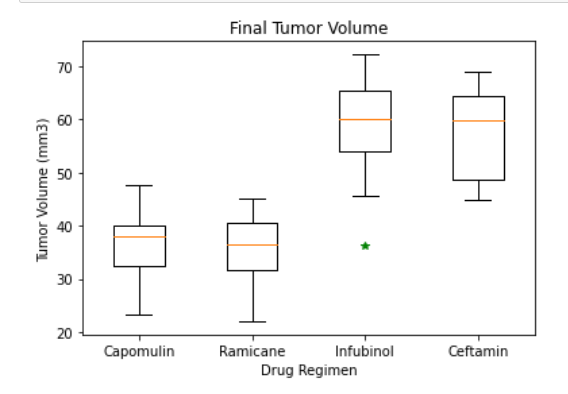 Final Tumor Volume
Tumor Volume (mm3)
70
60
50
40
30
20
Capomulin Ramicane Infubinol Ceftamin
Drug Regimen